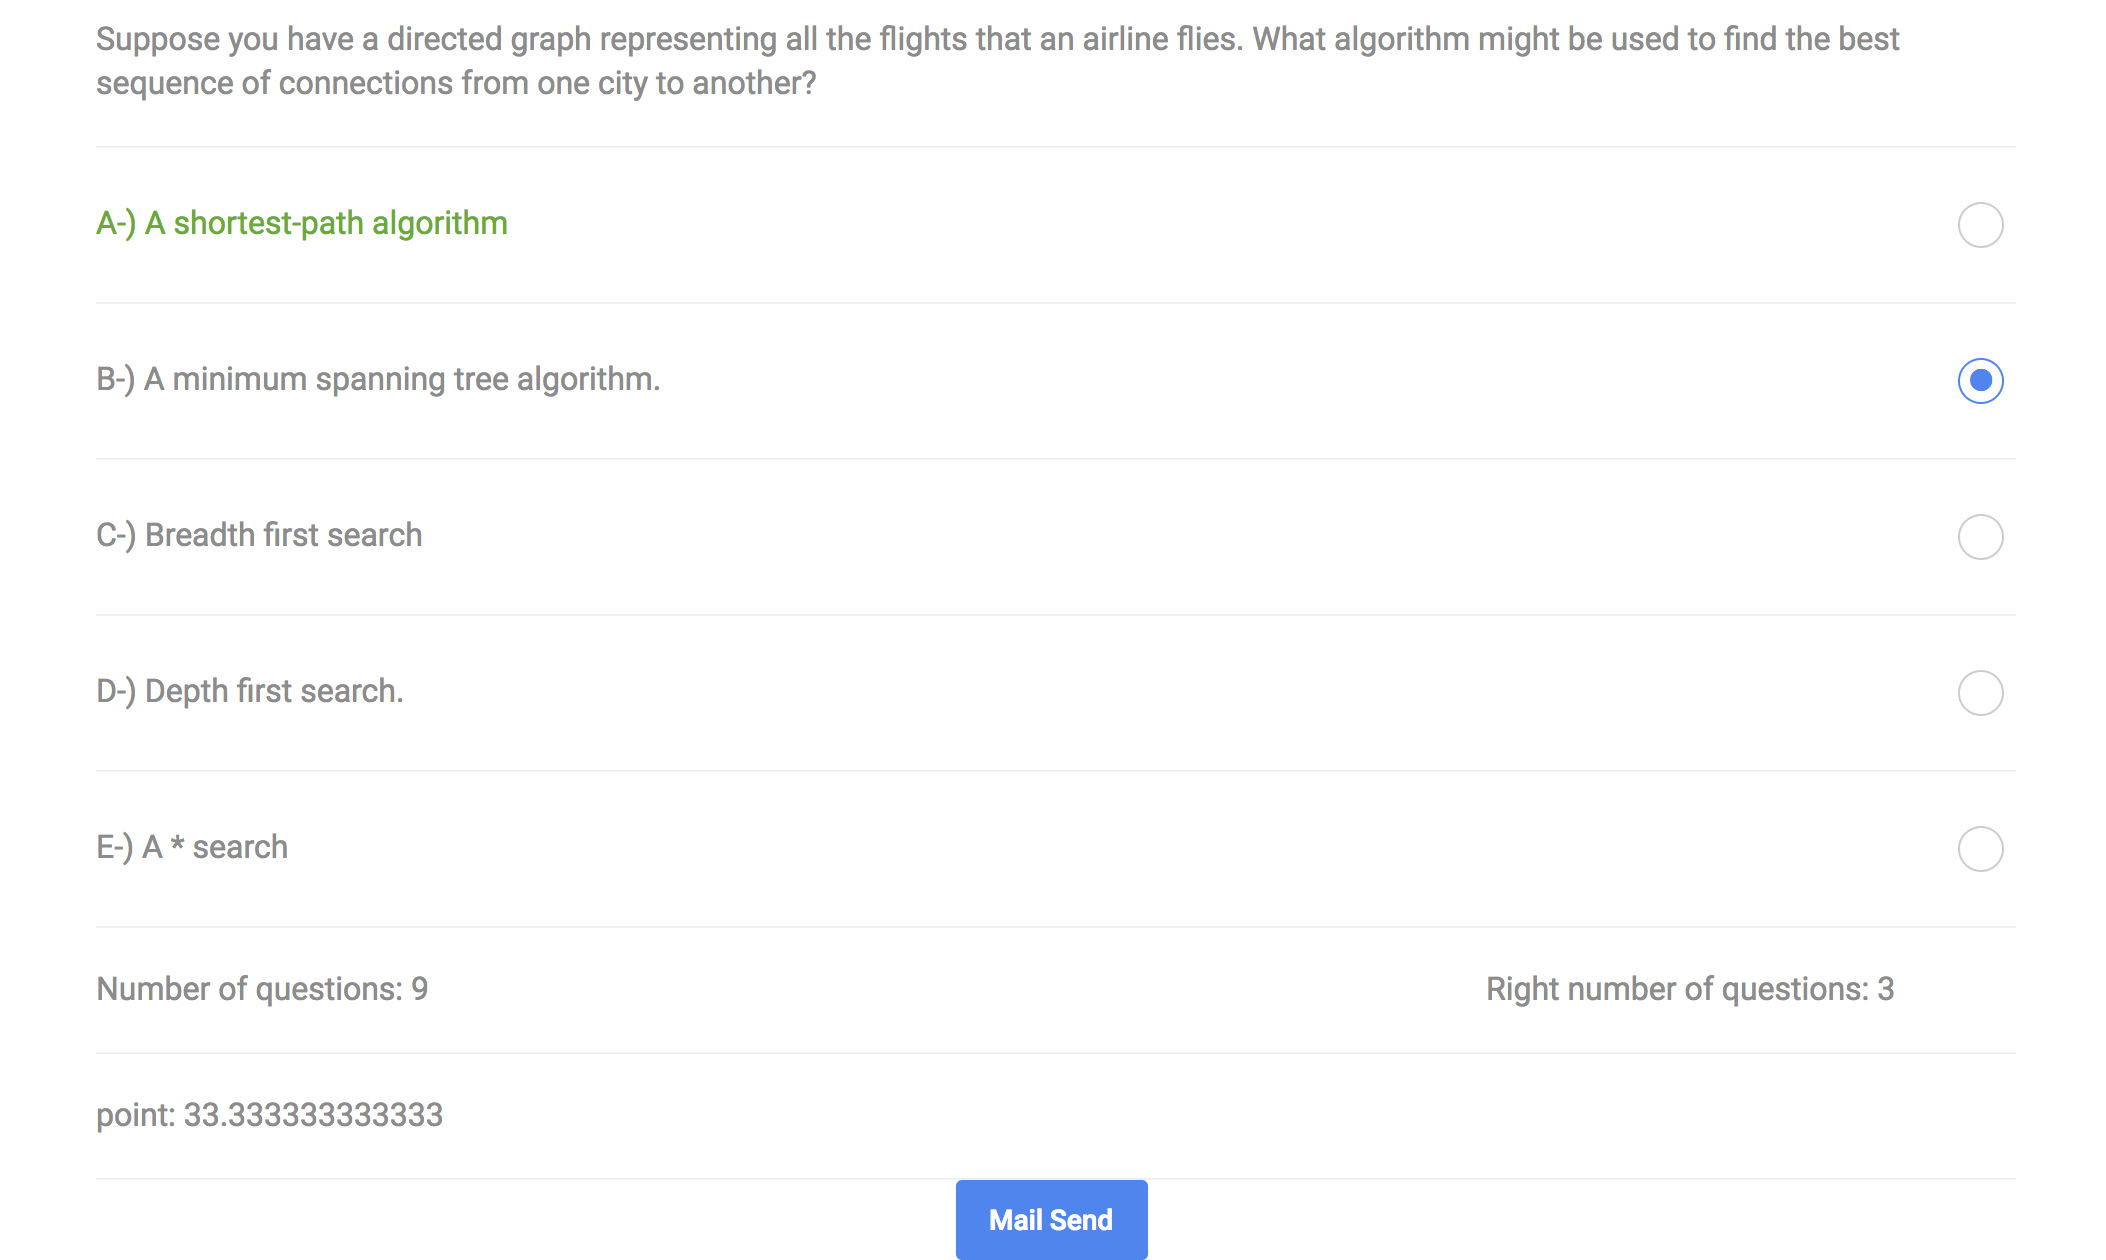 Suppose you have a directed graph representing all the flights that an airline flies. What algorithm might be used to find the best
sequence of connections from one city to another?
A-) A shortest-path algorithm
B-) A minimum spanning tree algorithm.
C-) Breadth first search
D-) Depth first search.
E-) A * search
Number of questions: 9
Right number of questions: 3
point: 33.333333333333
Mail Send